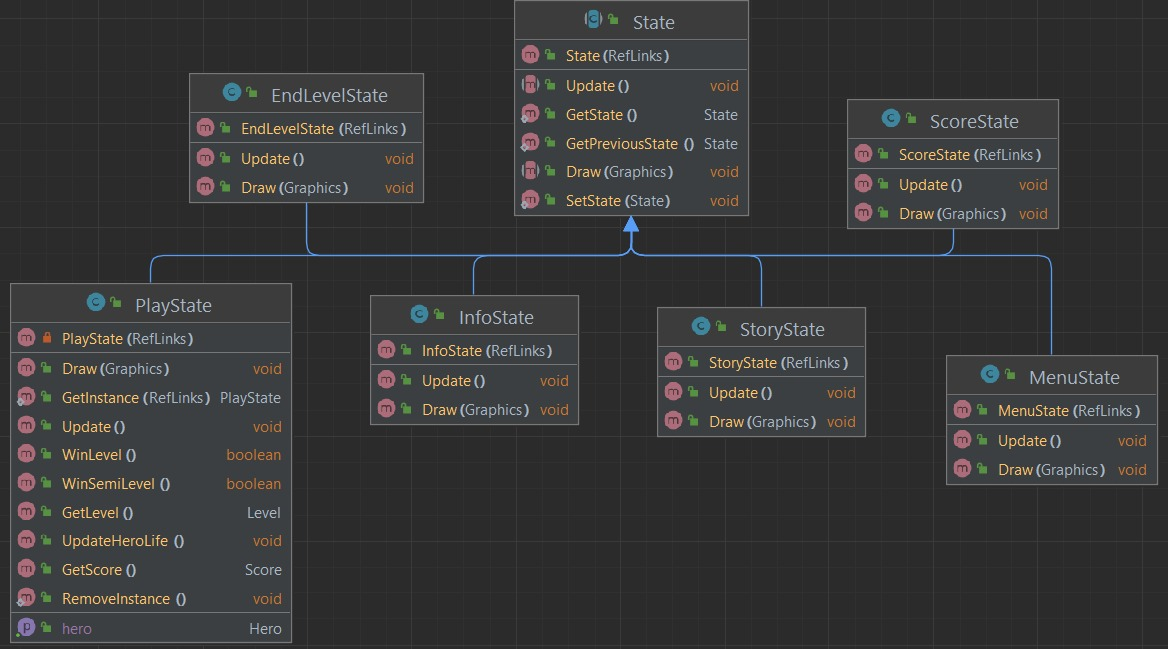 State
State (RefLinks)
Update () void
GetState () State
GetPreviousState () State
Draw (Graphics) void
SetState (State) void
EndLevelState
EndLevelState (RefLinks)
Update () void
Draw (Graphics) void
ScoreState
ScoreState (RefLinks)
Update () void
Draw (Graphics) void
PlayState
PlayState (RefLinks)
Draw (Graphics) void
GetInstance (RefLinks) PlayState
Update () void
WinLevel () boolean
WinSemiLevel () boolean
GetLevel () Level
UpdateHeroLife () void
GetScore () Score
RemoveInstance () void
hero Hero
InfoState
InfoState (RefLinks)
Update () void
Draw (Graphics) void
StoryState
StoryState (RefLinks)
Update () void
Draw (Graphics) void
MenuState
MenuState (RefLinks)
Update () void
Draw (Graphics) void